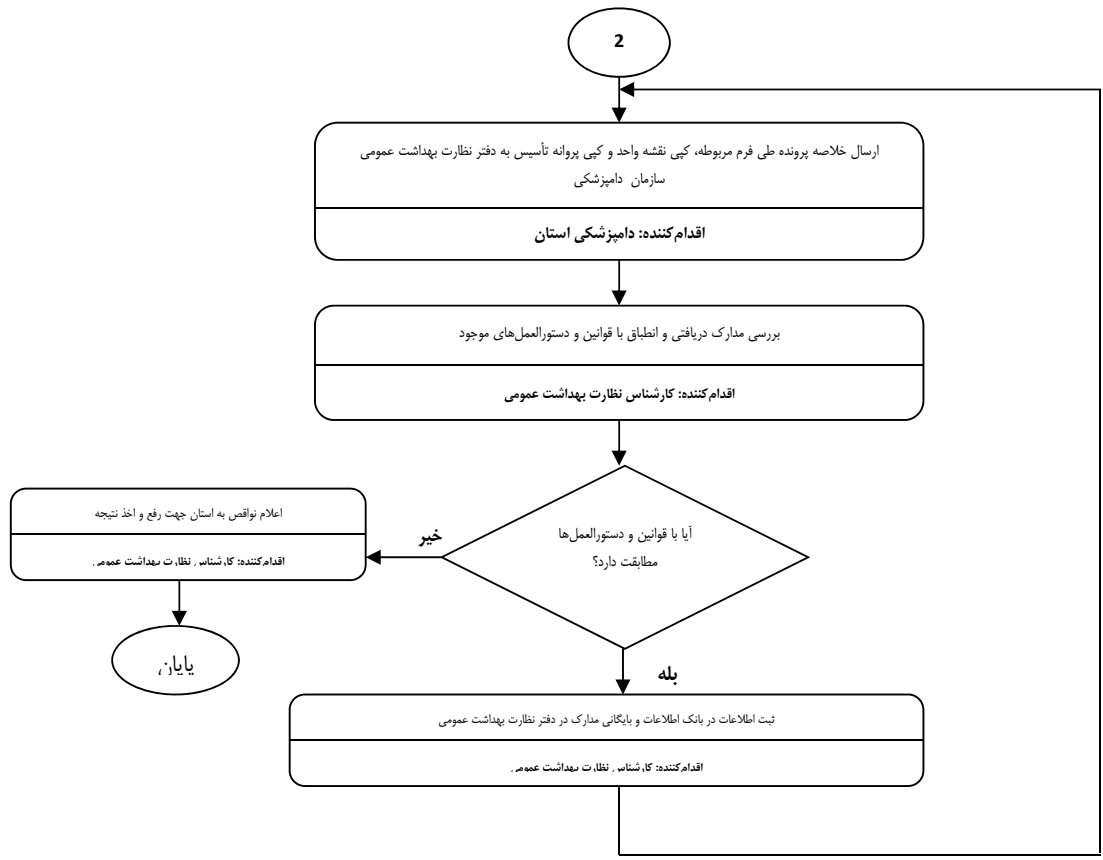 2
ارسال خلاصه پرونده طی فرم مربوطه، کپی نقشه واحد و کپی پروانه تأسیس به دفتر نظارت بهداشت عمومی
سازمان دامپزشکی
اقدام‌کننده: دامپزشکی استان
بررسی مدارک دریافتی و انطباق با قوانین و دستورالعمل‌های موجود
اقدام‌کننده: کارشناس نظارت بهداشت عمومی
آیا با قوانین و دستورالعمل‌ها
مطابقت دارد؟
خیر
اعلام نواقص به استان جهت رفع و اخذ نتیجه
اقدام‌کننده: کارشناس نظارت بهداشت عمومی
پایان
بله
ثبت اطلاعات در بانک اطلاعات و بایگانی مدارک در دفتر نظارت بهداشت عمومی
اقدام‌کننده: کارشناس نظارت بهداشت عمومی